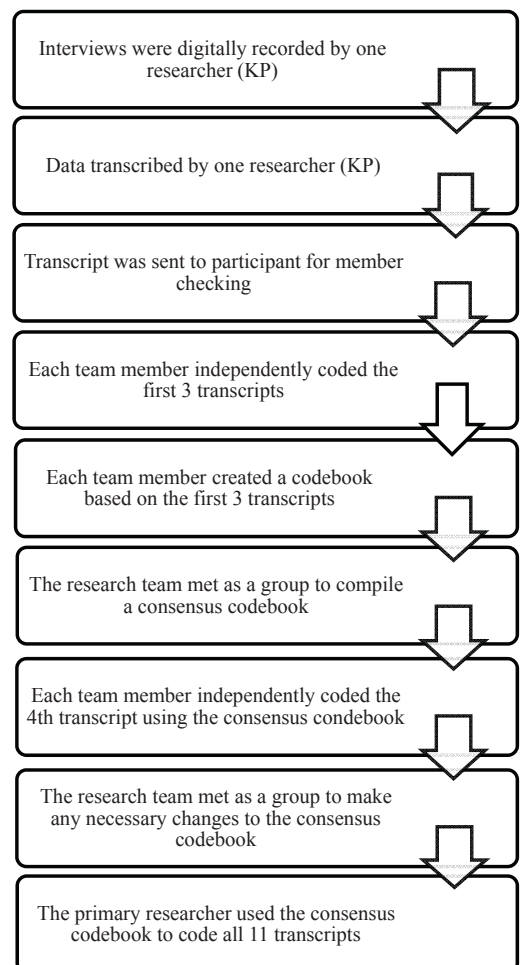 Interviews were digitally recorded by one
researcher (KP)
Data transcribed by one researcher (KP)
Transcript was sent to participant for member
checking
Each team member independently coded the
first 3 transcripts
Each team member created a codebook
based on the first 3 transcripts
The research team met as a group to compile
a consensus codebook
Each team member independently coded the
4th transcript using the consensus condebook
The research team met as a group to make
any necessary changes to the consensus
codebook
The primary researcher used the consensus
codebook to code all 11 transcripts